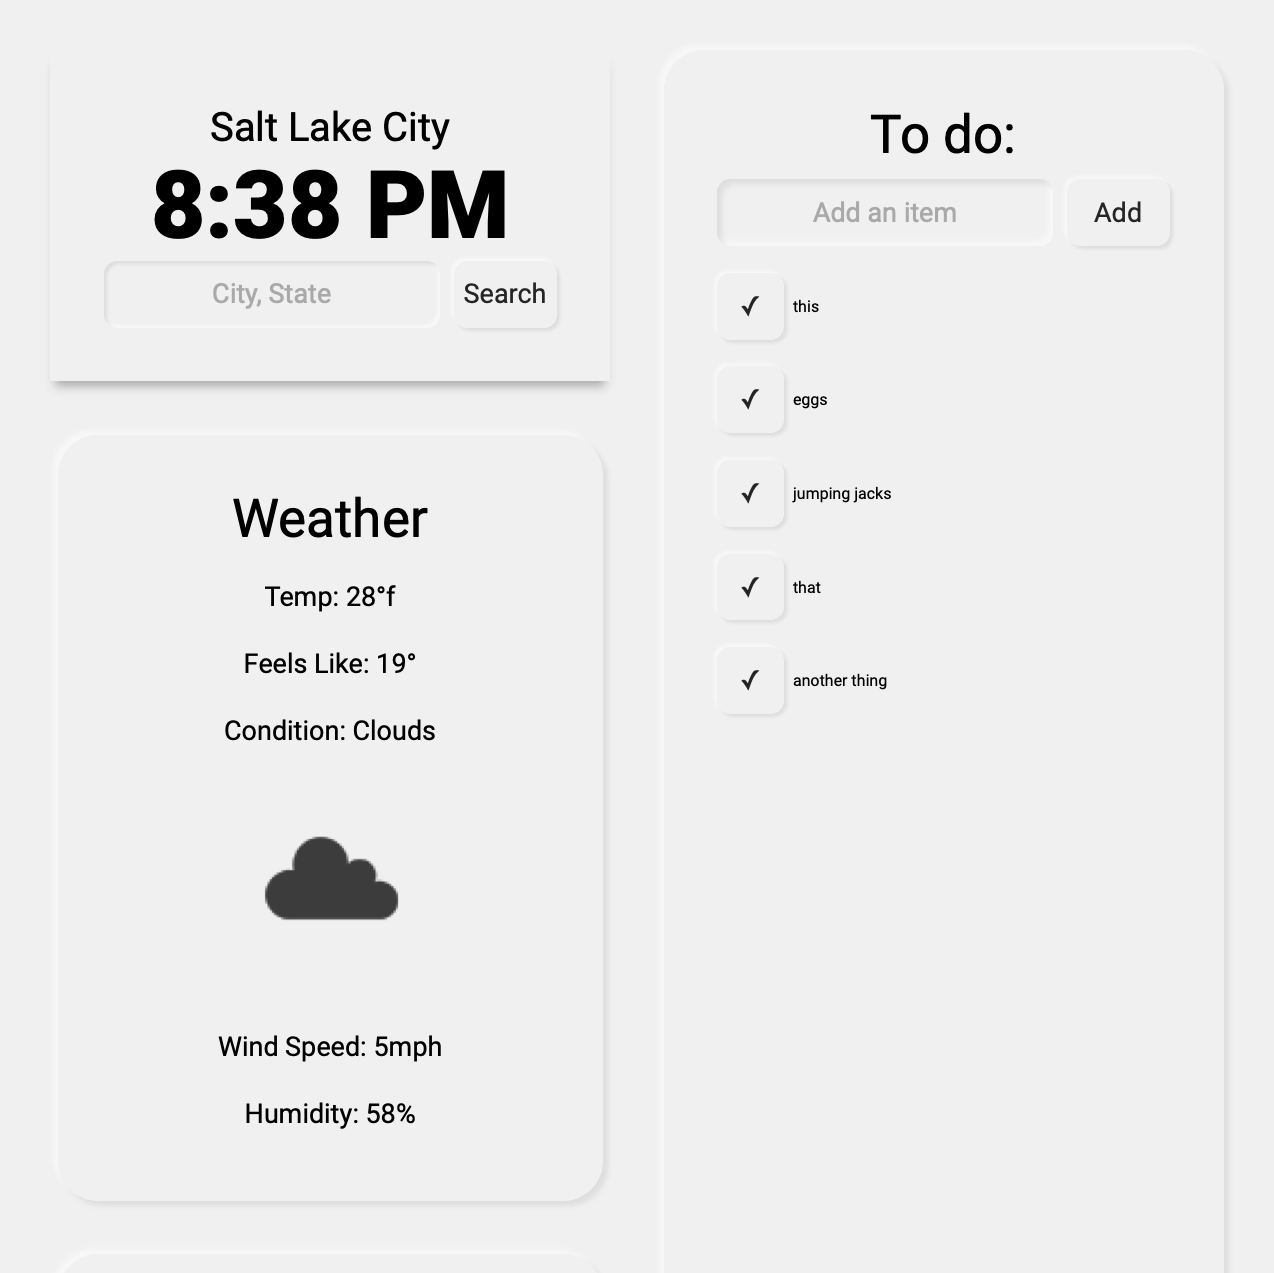 Salt Lake City
8:38 PM
City, State
Search
Weather
Temp: 28°f
Feels Like: 19°
Condition: Clouds
Wind Speed: 5mph
Humidity: 58%
To do:
Add an item
Add
✓ this
✓ eggs
✓ jumping jacks
✓ that
✓ another thing